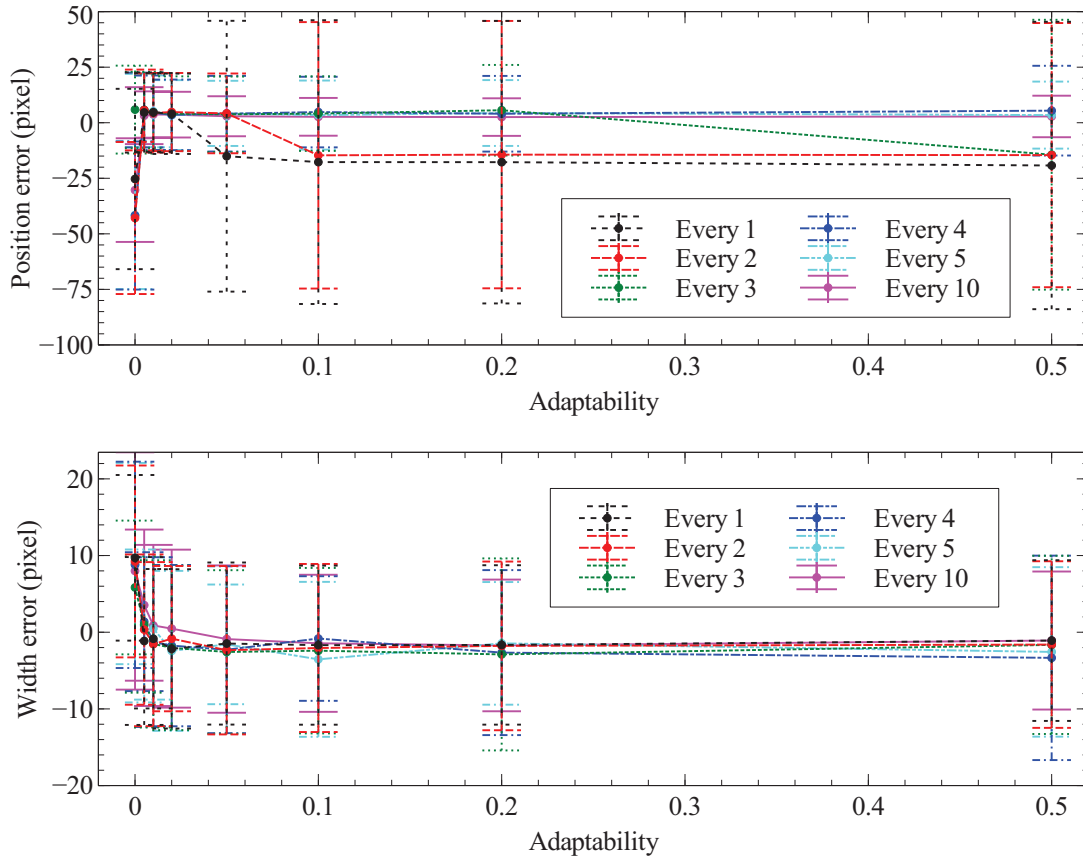 50
25
0
−25
−50
−75
−100
Position error (pixel)
Every 1 Every 4
Every 2 Every 5
Every 3 Every 10
0 0.1 0.2 0.3 0.4 0.5
Adaptability
20
10
0
−10
−20
Width error (pixel)
Every 1 Every 4
Every 2 Every 5
Every 3 Every 10
0 0.1 0.2 0.3 0.4 0.5
Adaptability